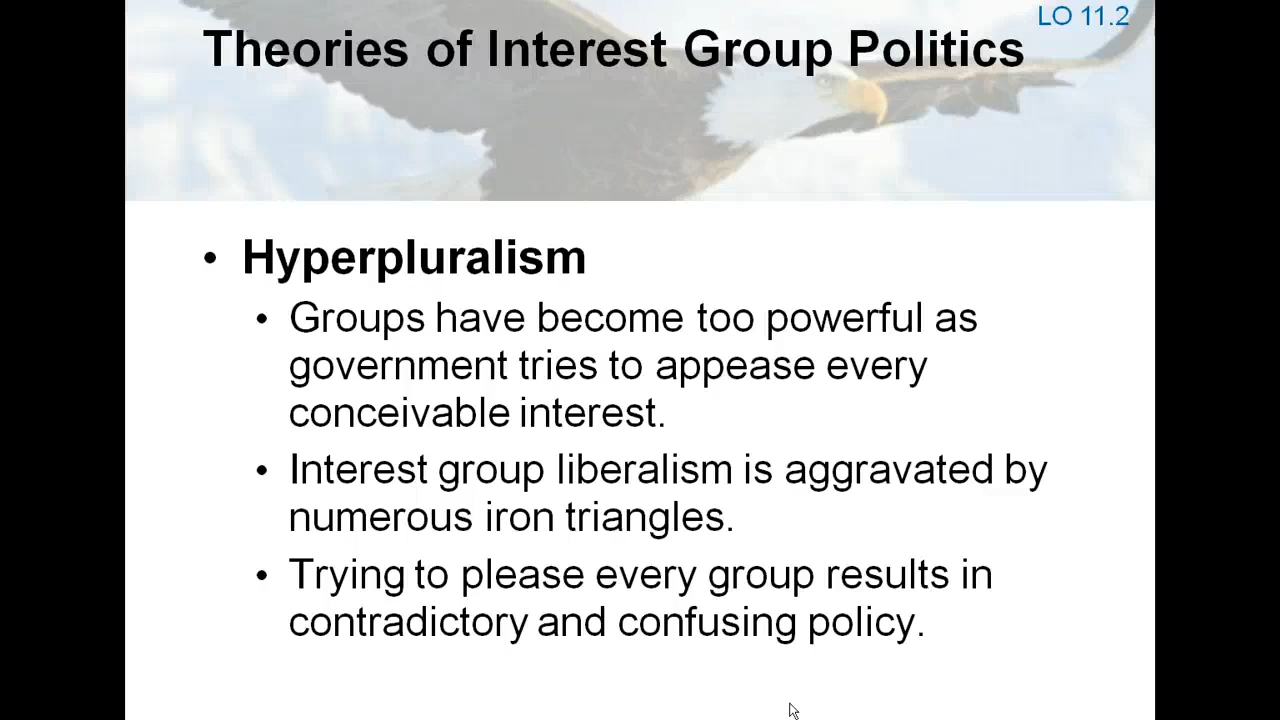 LO 11.2
Theories of Interest Group Politics
• Hyperpluralism
• Groups have become too powerful as
government tries to appease every
conceivable interest.
• Interest group liberalism is aggravated by
numerous iron triangles.
• Trying to please every group results in
contradictory and confusing policy.